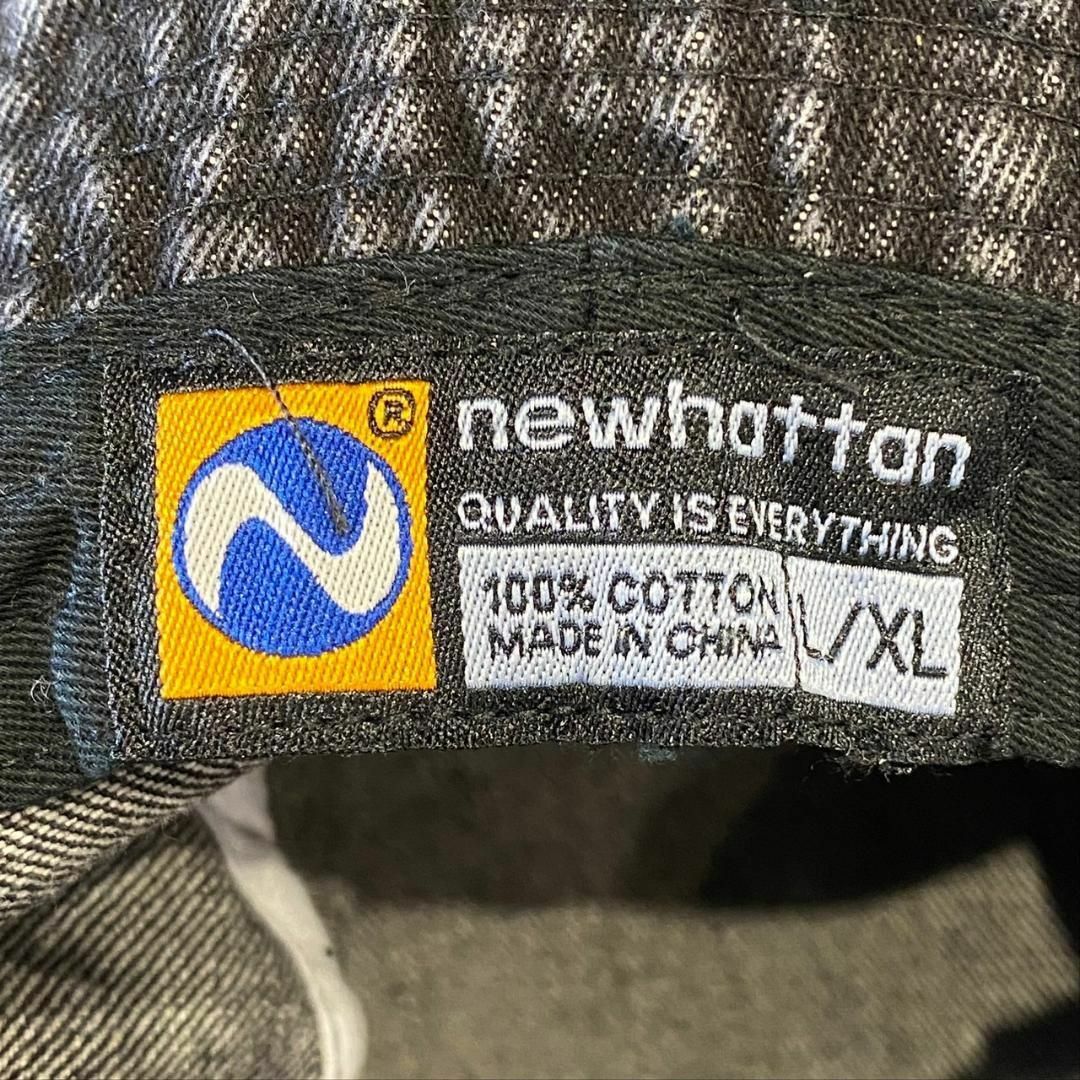 ®
newhattan
QUALITY IS EVERYTHING
100% COTTON
MADE IN CHINA
L/XL